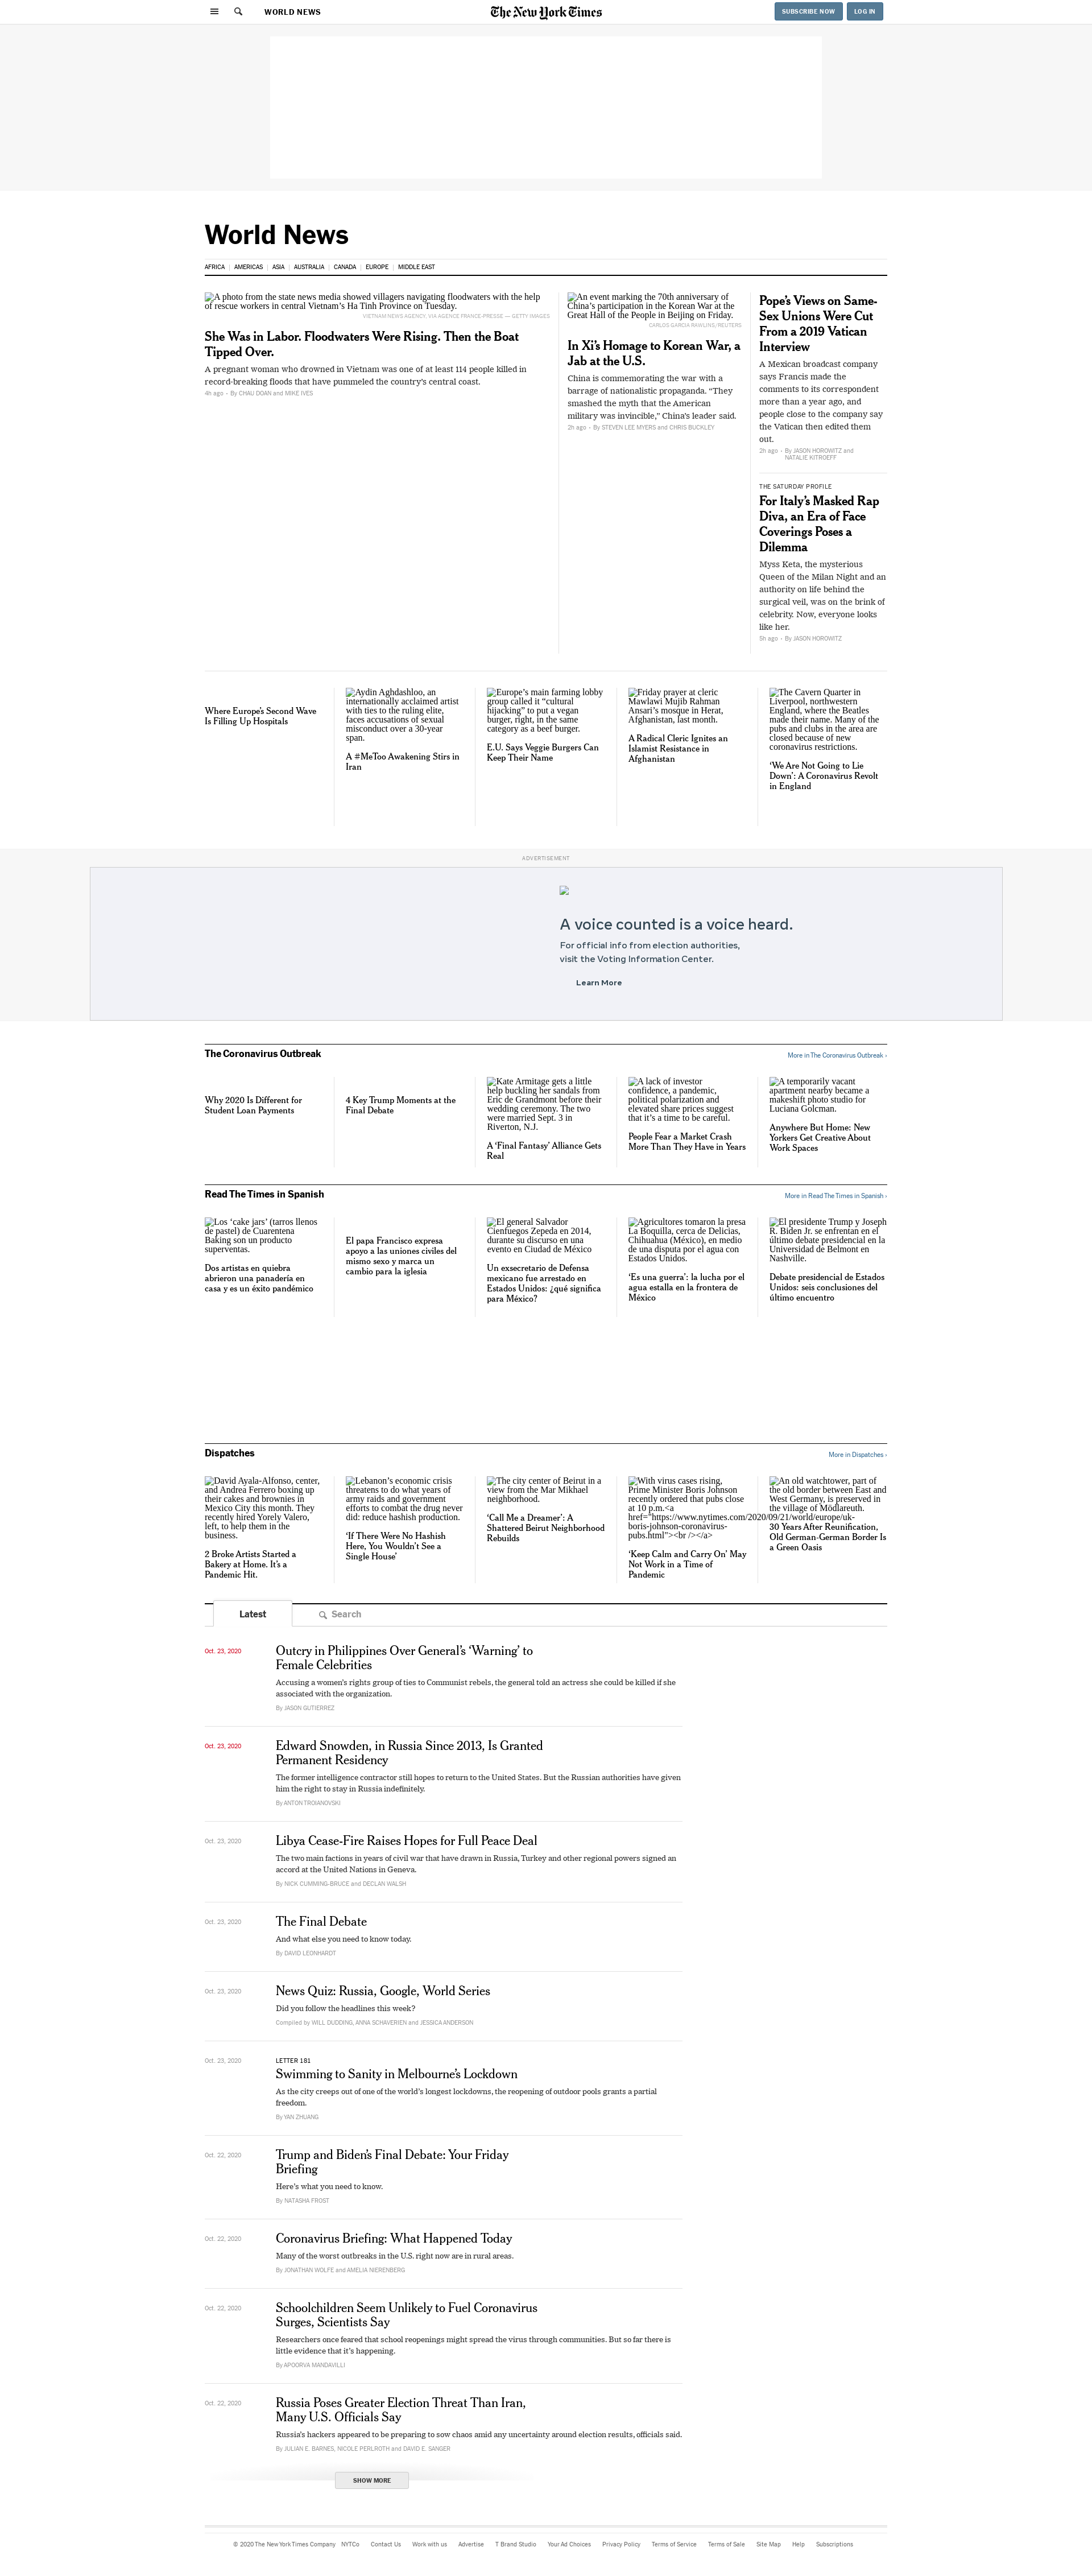 WORLD NEWS
The New York Times
SUBSCRIBE NOW
LOG IN
World News
AFRICA | AMERICAS | ASIA | AUSTRALIA | CANADA | EUROPE | MIDDLE EAST
A photo from the state news media showed villagers navigating floodwaters with the help
of rescue workers in central Vietnam’s Ha Tinh Province on Tuesday.
VIETNAM NEWS AGENCY, VIA AGENCE FRANCE-PRESSE — GETTY IMAGES
She Was in Labor. Floodwaters Were Rising. Then the Boat
Tipped Over.
A pregnant woman who drowned in Vietnam was one of at least 114 people killed in
record-breaking floods that have pummeled the country’s central coast.
4h ago • By CHAU DOAN and MIKE IVES
An event marking the 70th anniversary of
China’s participation in the Korean War at the
Great Hall of the People in Beijing on Friday.
CARLOS GARCIA RAWLINS/REUTERS
In Xi’s Homage to Korean War, a
Jab at the U.S.
China is commemorating the war with a
barrage of nationalistic propaganda. “They
smashed the myth that the American
military was invincible,” China’s leader said.
2h ago • By STEVEN LEE MYERS and CHRIS BUCKLEY
Pope’s Views on Same-
Sex Unions Were Cut
From a 2019 Vatican
Interview
A Mexican broadcast company
says Francis made the
comments to its correspondent
more than a year ago, and
people close to the company say
the Vatican then edited them
out.
2h ago • By JASON HOROWITZ and
NATALIE KITROEFF
THE SATURDAY PROFILE
For Italy’s Masked Rap
Diva, an Era of Face
Coverings Poses a
Dilemma
Myss Keta, the mysterious
Queen of the Milan Night and an
authority on life behind the
surgical veil, was on the brink of
celebrity. Now, everyone looks
like her.
5h ago • By JASON HOROWITZ
Where Europe’s Second Wave
Is Filling Up Hospitals
Aydin Aghdashloo, an
internationally acclaimed artist
with ties to the ruling elite,
faces accusations of sexual
misconduct over a 30-year
span.
A #MeToo Awakening Stirs in
Iran
Europe’s main farming lobby
group called it “cultural
hijacking” to put a vegan
burger, right, in the same
category as a beef burger.
E.U. Says Veggie Burgers Can
Keep Their Name
Friday prayer at cleric
Mawlawi Mujib Rahman
Ansari’s mosque in Herat,
Afghanistan, last month.
A Radical Cleric Ignites an
Islamist Resistance in
Afghanistan
The Cavern Quarter in
Liverpool, northwestern
England, where the Beatles
made their name. Many of the
pubs and clubs in the area are
closed because of new
coronavirus restrictions.
‘We Are Not Going to Lie
Down’: A Coronavirus Revolt
in England
ADVERTISEMENT
A voice counted is a voice heard.
For official info from election authorities,
visit the Voting Information Center.
Learn More
The Coronavirus Outbreak
More in The Coronavirus Outbreak ›
Why 2020 Is Different for
Student Loan Payments
4 Key Trump Moments at the
Final Debate
Kate Armitage gets a little
help buckling her sandals from
Eric de Grandmont before their
wedding ceremony. The two
were married Sept. 3 in
Riverton, N.J.
A ‘Final Fantasy’ Alliance Gets
Real
A lack of investor
confidence, a pandemic,
political polarization and
elevated share prices suggest
that it’s a time to be careful.
People Fear a Market Crash
More Than They Have in Years
A temporarily vacant
apartment nearby became a
makeshift photo studio for
Luciana Golcman.
Anywhere But Home: New
Yorkers Get Creative About
Work Spaces
Read The Times in Spanish
More in Read The Times in Spanish ›
Los ‘cake jars’ (tarros llenos
de pastel) de Cuarentena
Baking son un producto
superventas.
Dos artistas en quiebra
abrieron una panadería en
casa y es un éxito pandémico
El papa Francisco expresa
apoyo a las uniones civiles del
mismo sexo y marca un
cambio para la iglesia
El general Salvador
Cienfuegos Zepeda en 2014,
durante su discurso en una
evento en Ciudad de México
Un exsecretario de Defensa
mexicano fue arrestado en
Estados Unidos: ¿qué significa
para México?
Agricultores tomaron la presa
La Boquilla, cerca de Delicias,
Chihuahua (México), en medio
de una disputa por el agua con
Estados Unidos.
‘Es una guerra’: la lucha por el
agua estalla en la frontera de
México
El presidente Trump y Joseph
R. Biden Jr. se enfrentan en el
último debate presidencial en la
Universidad de Belmont en
Nashville.
Debate presidencial de Estados
Unidos: seis conclusiones del
último encuentro
Dispatches
More in Dispatches ›
David Ayala-Alfonso, center,
and Andrea Ferrero boxing up
their cakes and brownies in
Mexico City this month. They
recently hired Yorely Valero,
left, to help them in the
business.
2 Broke Artists Started a
Bakery at Home. It’s a
Pandemic Hit.
Lebanon’s economic crisis
threatens to do what years of
army raids and government
efforts to combat the drug never
did: reduce hashish production.
‘If There Were No Hashish
Here, You Wouldn’t See a
Single House’
The city center of Beirut in a
view from the Mar Mikhael
neighborhood.
‘Call Me a Dreamer’: A
Shattered Beirut Neighborhood
Rebuilds
With virus cases rising,
Prime Minister Boris Johnson
recently ordered that pubs close
at 10 p.m.<a
href="https://www.nytimes.com/2020/09/21/world/europe/uk-
boris-johnson-coronavirus-
pubs.html"><br /></a>
‘Keep Calm and Carry On’ May
Not Work in a Time of
Pandemic
An old watchtower, part of
the old border between East and
West Germany, is preserved in
the village of Mödlareuth.
30 Years After Reunification,
Old German-German Border Is
a Green Oasis
Latest
Search
Oct. 23, 2020
Outcry in Philippines Over General’s ‘Warning’ to
Female Celebrities
Accusing a women’s rights group of ties to Communist rebels, the general told an actress she could be killed if she
associated with the organization.
By JASON GUTIERREZ
Oct. 23, 2020
Edward Snowden, in Russia Since 2013, Is Granted
Permanent Residency
The former intelligence contractor still hopes to return to the United States. But the Russian authorities have given
him the right to stay in Russia indefinitely.
By ANTON TROIANOVSKI
Oct. 23, 2020
Libya Cease-Fire Raises Hopes for Full Peace Deal
The two main factions in years of civil war that have drawn in Russia, Turkey and other regional powers signed an
accord at the United Nations in Geneva.
By NICK CUMMING-BRUCE and DECLAN WALSH
Oct. 23, 2020
The Final Debate
And what else you need to know today.
By DAVID LEONHARDT
Oct. 23, 2020
News Quiz: Russia, Google, World Series
Did you follow the headlines this week?
Compiled by WILL DUDDING, ANNA SCHAVERIEN and JESSICA ANDERSON
Oct. 23, 2020
LETTER 181
Swimming to Sanity in Melbourne’s Lockdown
As the city creeps out of one of the world’s longest lockdowns, the reopening of outdoor pools grants a partial
freedom.
By YAN ZHUANG
Oct. 22, 2020
Trump and Biden’s Final Debate: Your Friday
Briefing
Here’s what you need to know.
By NATASHA FROST
Oct. 22, 2020
Coronavirus Briefing: What Happened Today
Many of the worst outbreaks in the U.S. right now are in rural areas.
By JONATHAN WOLFE and AMELIA NIERENBERG
Oct. 22, 2020
Schoolchildren Seem Unlikely to Fuel Coronavirus
Surges, Scientists Say
Researchers once feared that school reopenings might spread the virus through communities. But so far there is
little evidence that it’s happening.
By APOORVA MANDAVILLI
Oct. 22, 2020
Russia Poses Greater Election Threat Than Iran,
Many U.S. Officials Say
Russia’s hackers appeared to be preparing to sow chaos amid any uncertainty around election results, officials said.
By JULIAN E. BARNES, NICOLE PERLROTH and DAVID E. SANGER
SHOW MORE
© 2020 The New York Times Company NYTCo Contact Us Work with us Advertise T Brand Studio Your Ad Choices Privacy Policy Terms of Service Terms of Sale Site Map Help Subscriptions